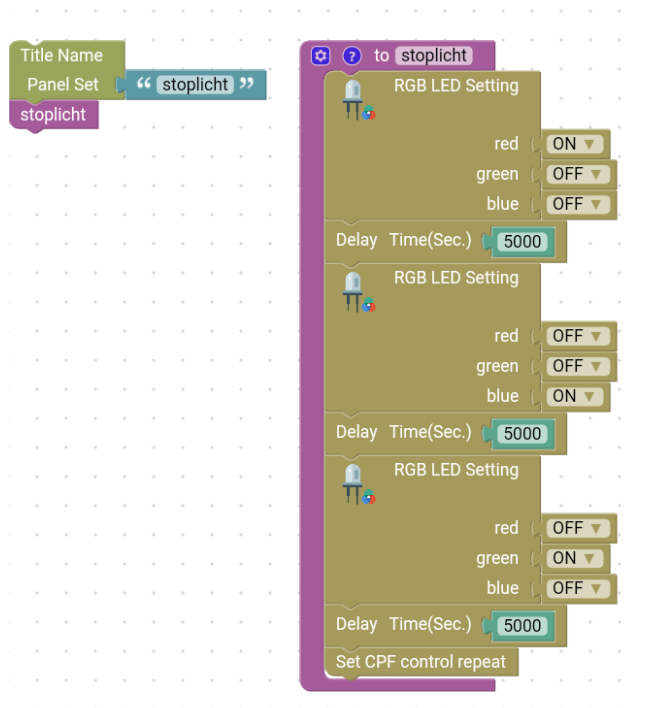 Title Name
Panel Set “ stoplicht ”
stoplicht
? to stoplicht
RGB LED Setting
red ON ▼
green OFF ▼
blue OFF ▼
Delay Time(Sec.) 5000
RGB LED Setting
red OFF ▼
green OFF ▼
blue ON ▼
Delay Time(Sec.) 5000
RGB LED Setting
red OFF ▼
green ON ▼
blue OFF ▼
Delay Time(Sec.) 5000
Set CPF control repeat